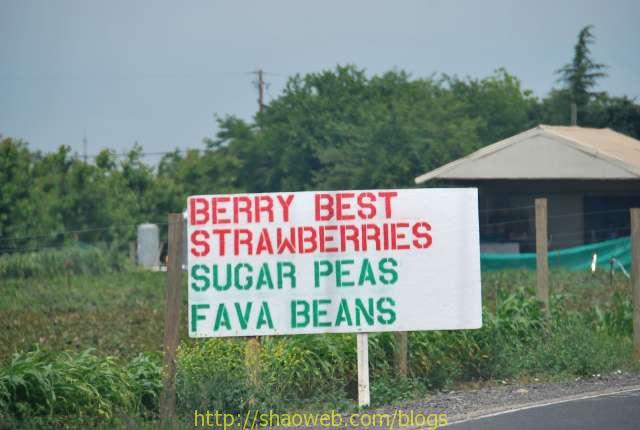 BERRY BEST
STRAWBERRIES
SUGAR PEAS
FAVA BEANS
http://shaoweb.com/blogs